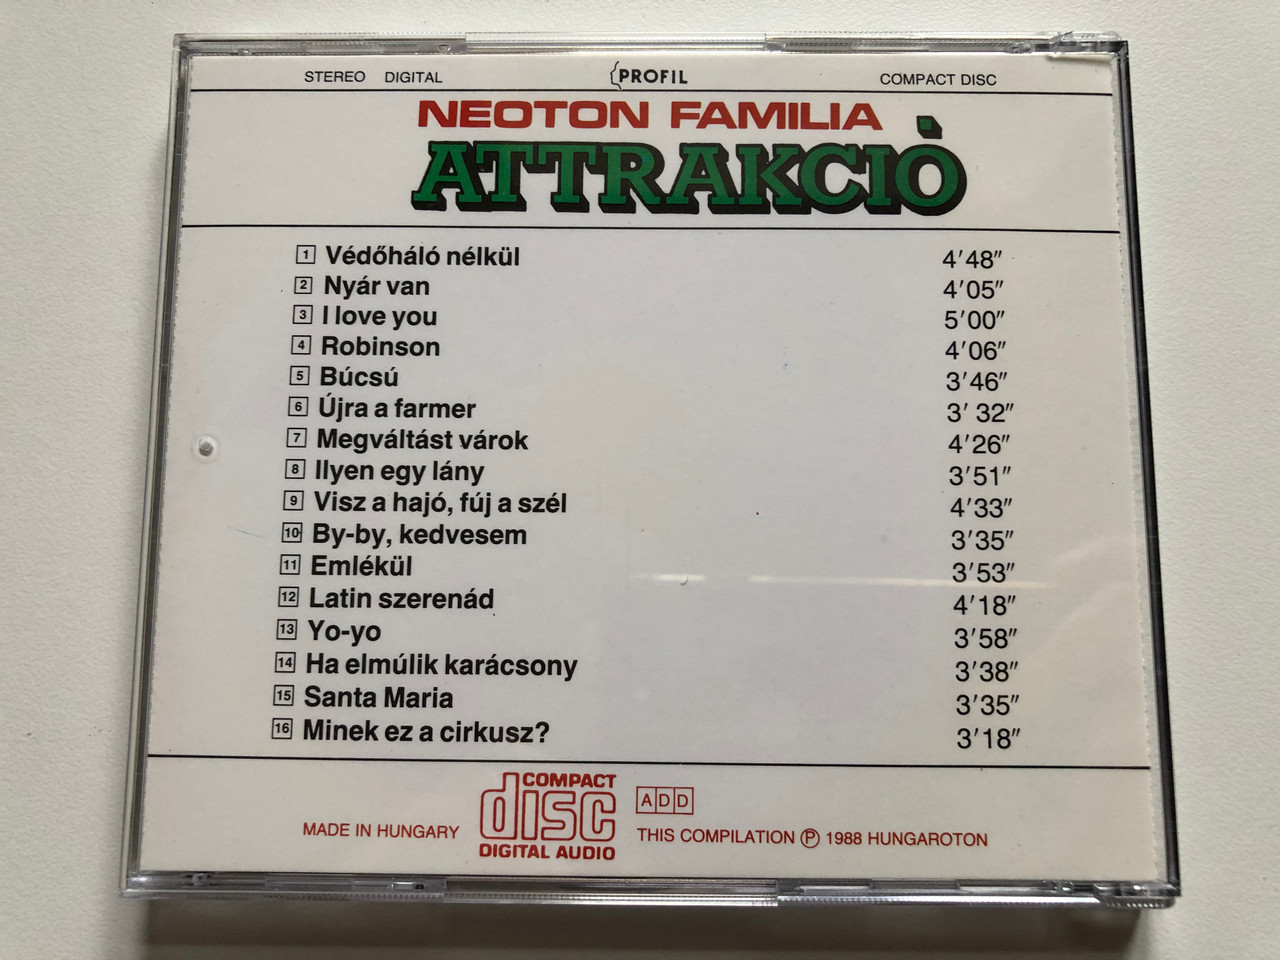 STEREO DIGITAL PROFIL COMPACT DISC
NEOTON FAMILIA
ATTRAKCIÓ
1 Védőháló nélkül 4'48"
2 Nyár van 4'05"
3 I love you 5'00"
4 Robinson 4'06"
5 Búcsú 3'46"
6 Újra a farmer 3' 32"
7 Megváltást várok 4'26"
8 Ilyen egy lány 3'51"
9 Visz a hajó, fúj a szél 4'33"
10 By-by, kedvesem 3'35"
11 Emlékül 3'53"
12 Latin szerenád 4'18"
13 Yo-yo 3'58"
14 Ha elmúlik karácsony 3'38"
15 Santa Maria 3'35"
16 Minek ez a cirkusz? 3'18"
COMPACT
disc
DIGITAL AUDIO
ADD
MADE IN HUNGARY
THIS COMPILATION ℗ 1988 HUNGAROTON